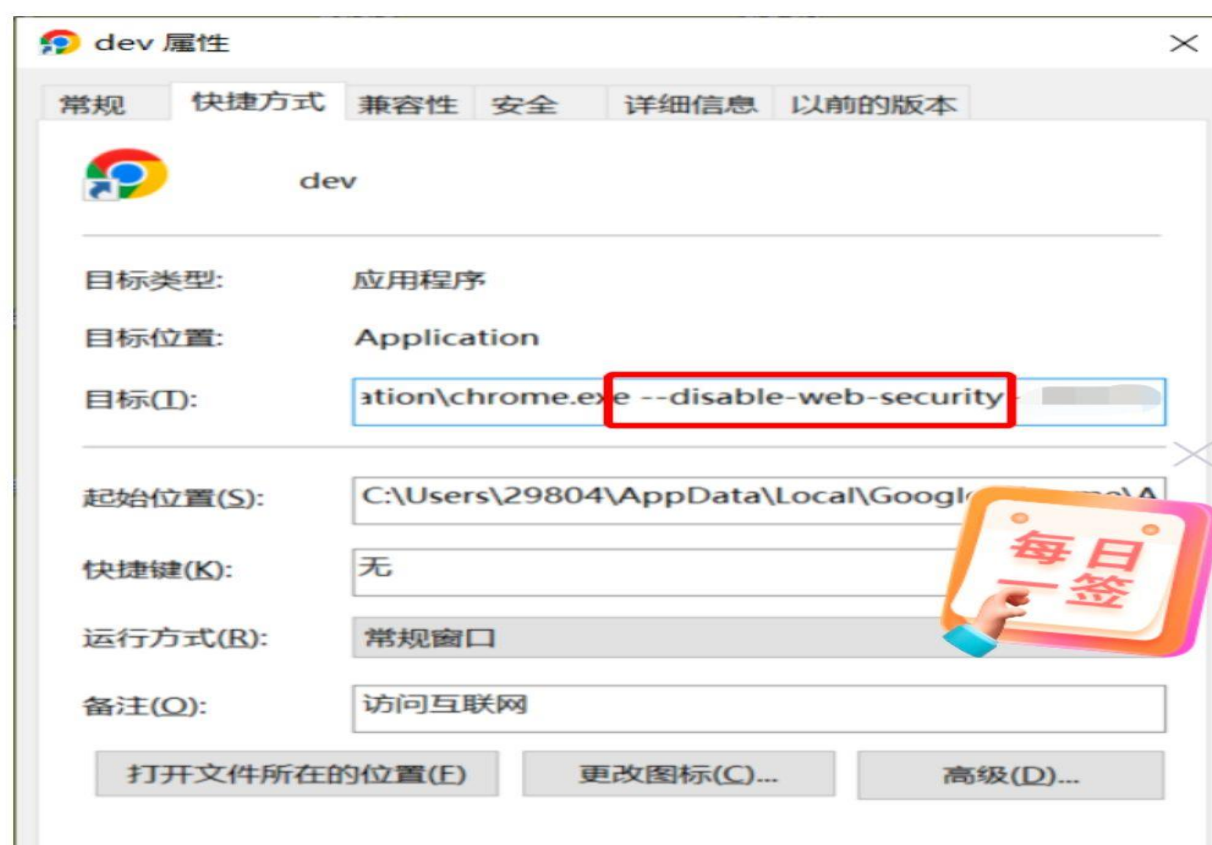 dev 属性
常规 快捷方式 兼容性 安全 详细信息 以前的版本
dev
目标类型: 应用程序
目标位置: Application
目标(T): ation\chrome.exe --disable-web-security
起始位置(S): C:\Users\29804\AppData\Local\Googl
每日
一签
快捷键(K): 无
运行方式(R): 常规窗口
备注(O): 访问互联网
打开文件所在的位置(F) 更改图标(C)... 高级(D)...